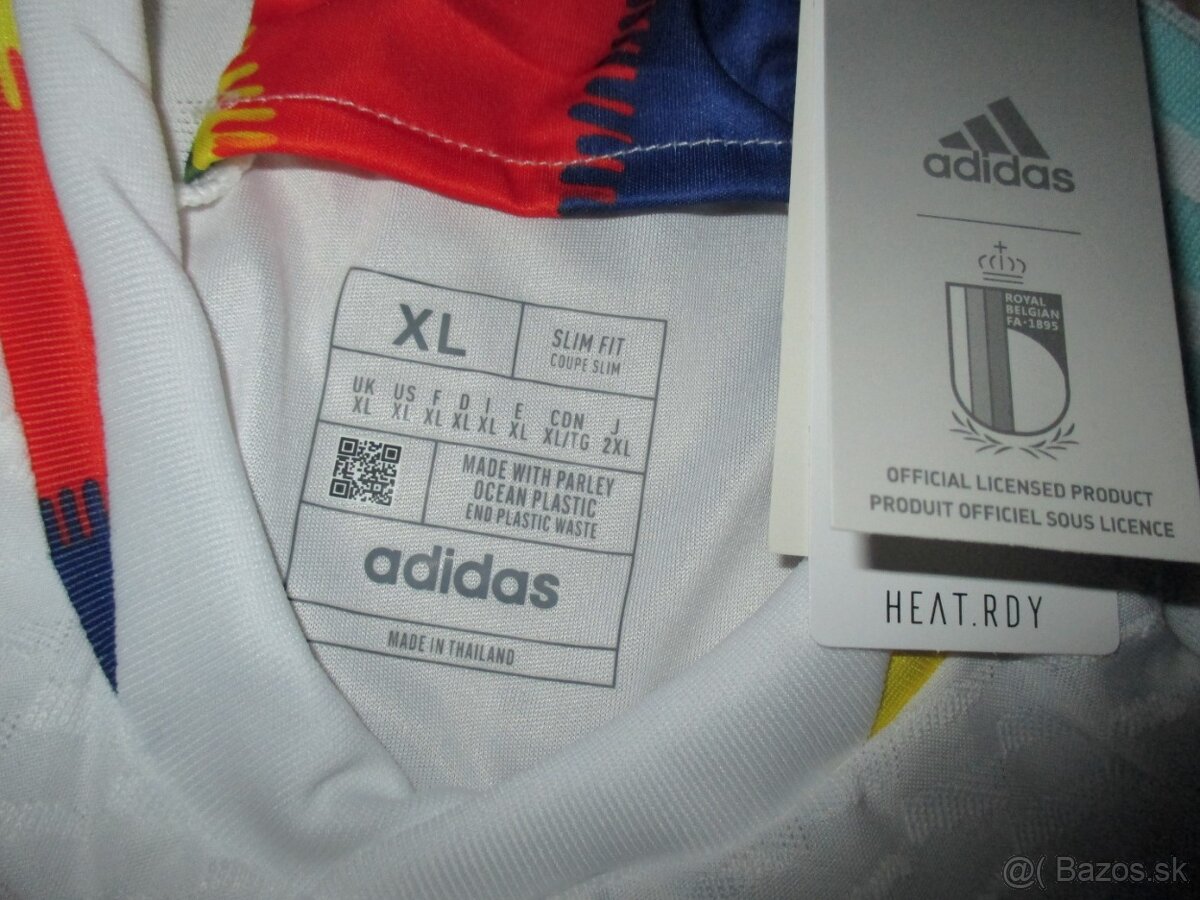 XL
SLIM FIT
COUPE SLIM
UK US F D I E CDN J
XL XL XL XL XL XL XL/TG 2XL
MADE WITH PARLEY
OCEAN PLASTIC
END PLASTIC WASTE
adidas
MADE IN THAILAND
adidas
ROYAL
BELGIAN
FA-1895
OFFICIAL LICENSED PRODUCT
PRODUIT OFFICIEL SOUS LICENCE
HEAT.RDY
@( Bazos.sk